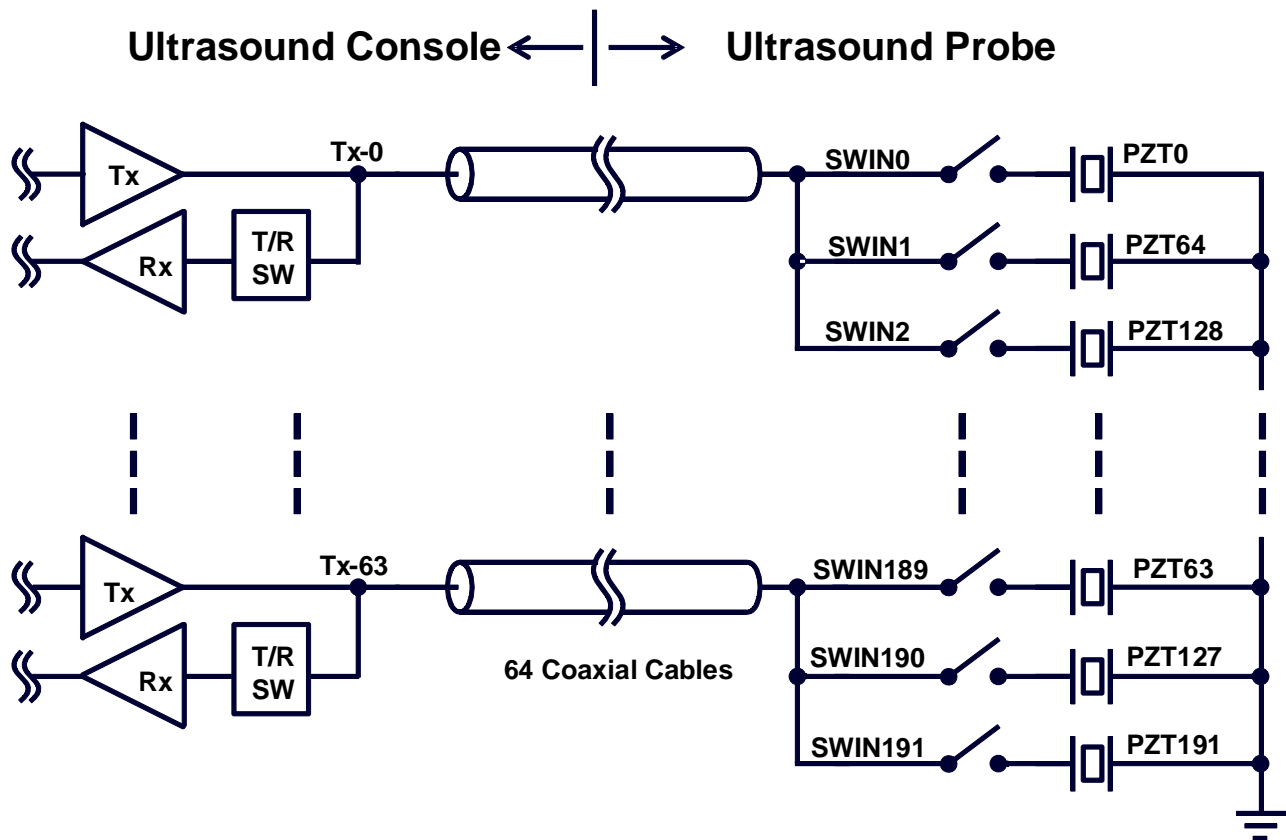 Ultrasound Console
Ultrasound Probe
Tx
Tx-0
SWIN0
PZT0
Rx
T/R
SW
SWIN1
PZT64
SWIN2
PZT128
Tx
Tx-63
SWIN189
PZT63
Rx
T/R
SW
64 Coaxial Cables
SWIN190
PZT127
SWIN191
PZT191